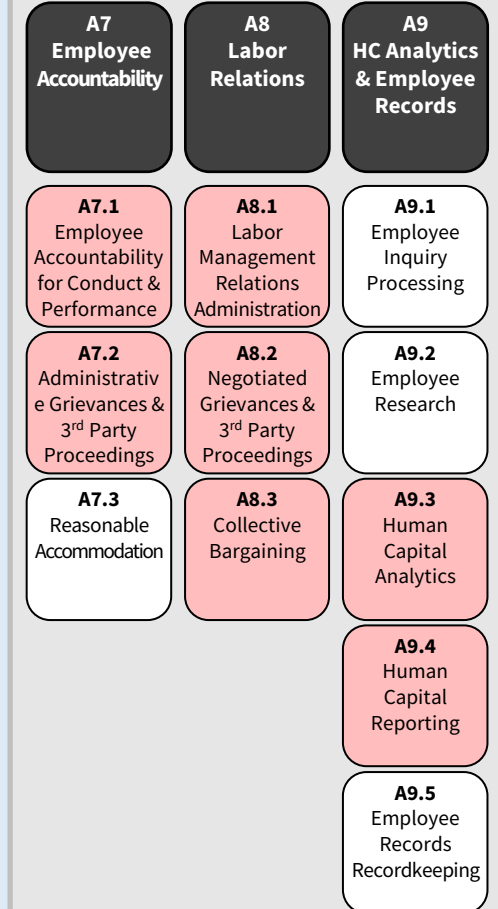 A7
Employee
Accountability
A8
Labor
Relations
A9
HC Analytics
& Employee
Records
A7.1
Employee
Accountability
for Conduct &
Performance
A8.1
Labor
Management
Relations
Administration
A9.1
Employee
Inquiry
Processing
A7.2
Administrativ
e Grievances &
3rd Party
Proceedings
A8.2
Negotiated
Grievances &
3rd Party
Proceedings
A9.2
Employee
Research
A7.3
Reasonable
Accommodation
A8.3
Collective
Bargaining
A9.3
Human
Capital
Analytics
A9.4
Human
Capital
Reporting
A9.5
Employee
Records
Recordkeeping